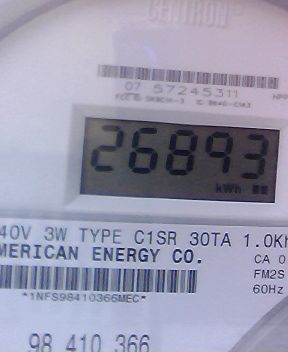 CENTRON
07 57245311
26893
kWh
40V 3W TYPE C1SR 30TA 1.0Kh
MERICAN ENERGY CO.
CA 0
FM2S
60Hz
*1NFS98410366MEC*
98 410 366